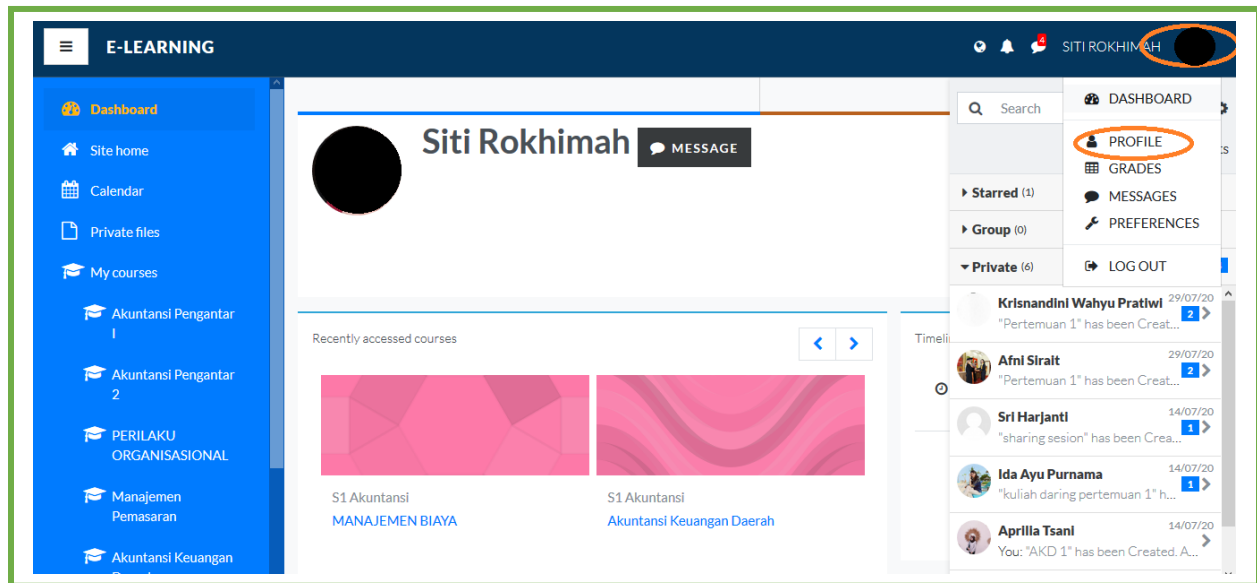 E-LEARNING
4
SITI ROKHIMAH
Dashboard
Site home
Calendar
Private files
My courses
Akuntansi Pengantar
I
Akuntansi Pengantar
2
PERILAKU
ORGANISASIONAL
Manajemen
Pemasaran
Akuntansi Keuangan
Siti Rokhimah
MESSAGE
Recently accessed courses
S1 Akuntansi
MANAJEMEN BIAYA
S1 Akuntansi
Akuntansi Keuangan Daerah
Timeli
Search
DASHBOARD
PROFILE
GRADES
MESSAGES
PREFERENCES
LOG OUT
Starred (1)
Group (0)
Private (6)
Krisnandini Wahyu Pratiwi 29/07/20
"Pertemuan 1" has been Creat... 2
Afni Sirait 29/07/20
"Pertemuan 1" has been Creat... 2
Sri Harjanti 14/07/20
"sharing sesion" has been Crea... 1
Ida Ayu Purnama 14/07/20
"kuliah daring pertemuan 1" h... 1
Aprilia Tsani 14/07/20
You: "AKD 1" has been Created. A...